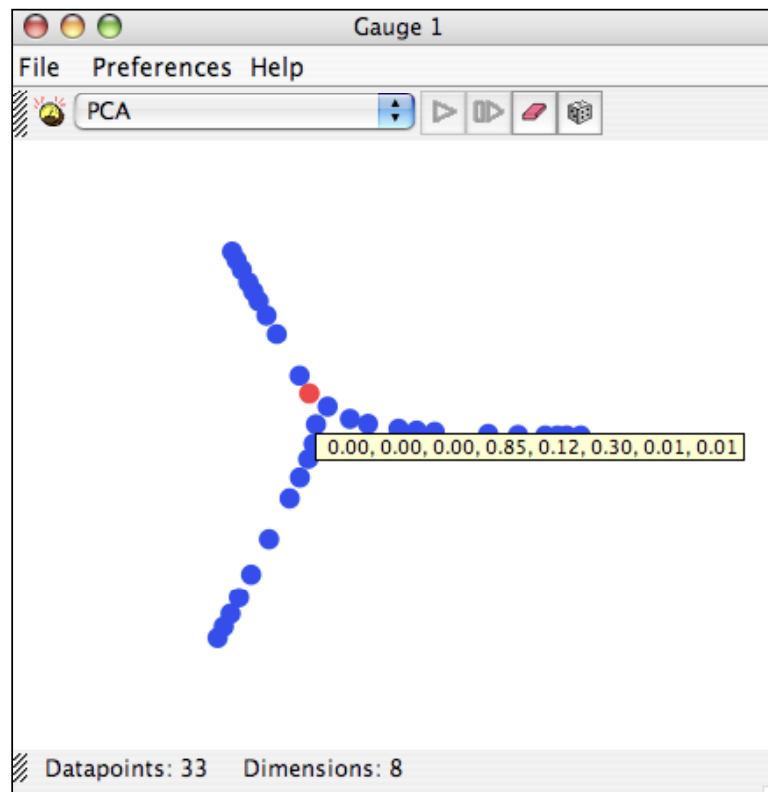 Gauge 1
File Preferences Help
PCA
0.00, 0.00, 0.00, 0.85, 0.12, 0.30, 0.01, 0.01
Datapoints: 33 Dimensions: 8